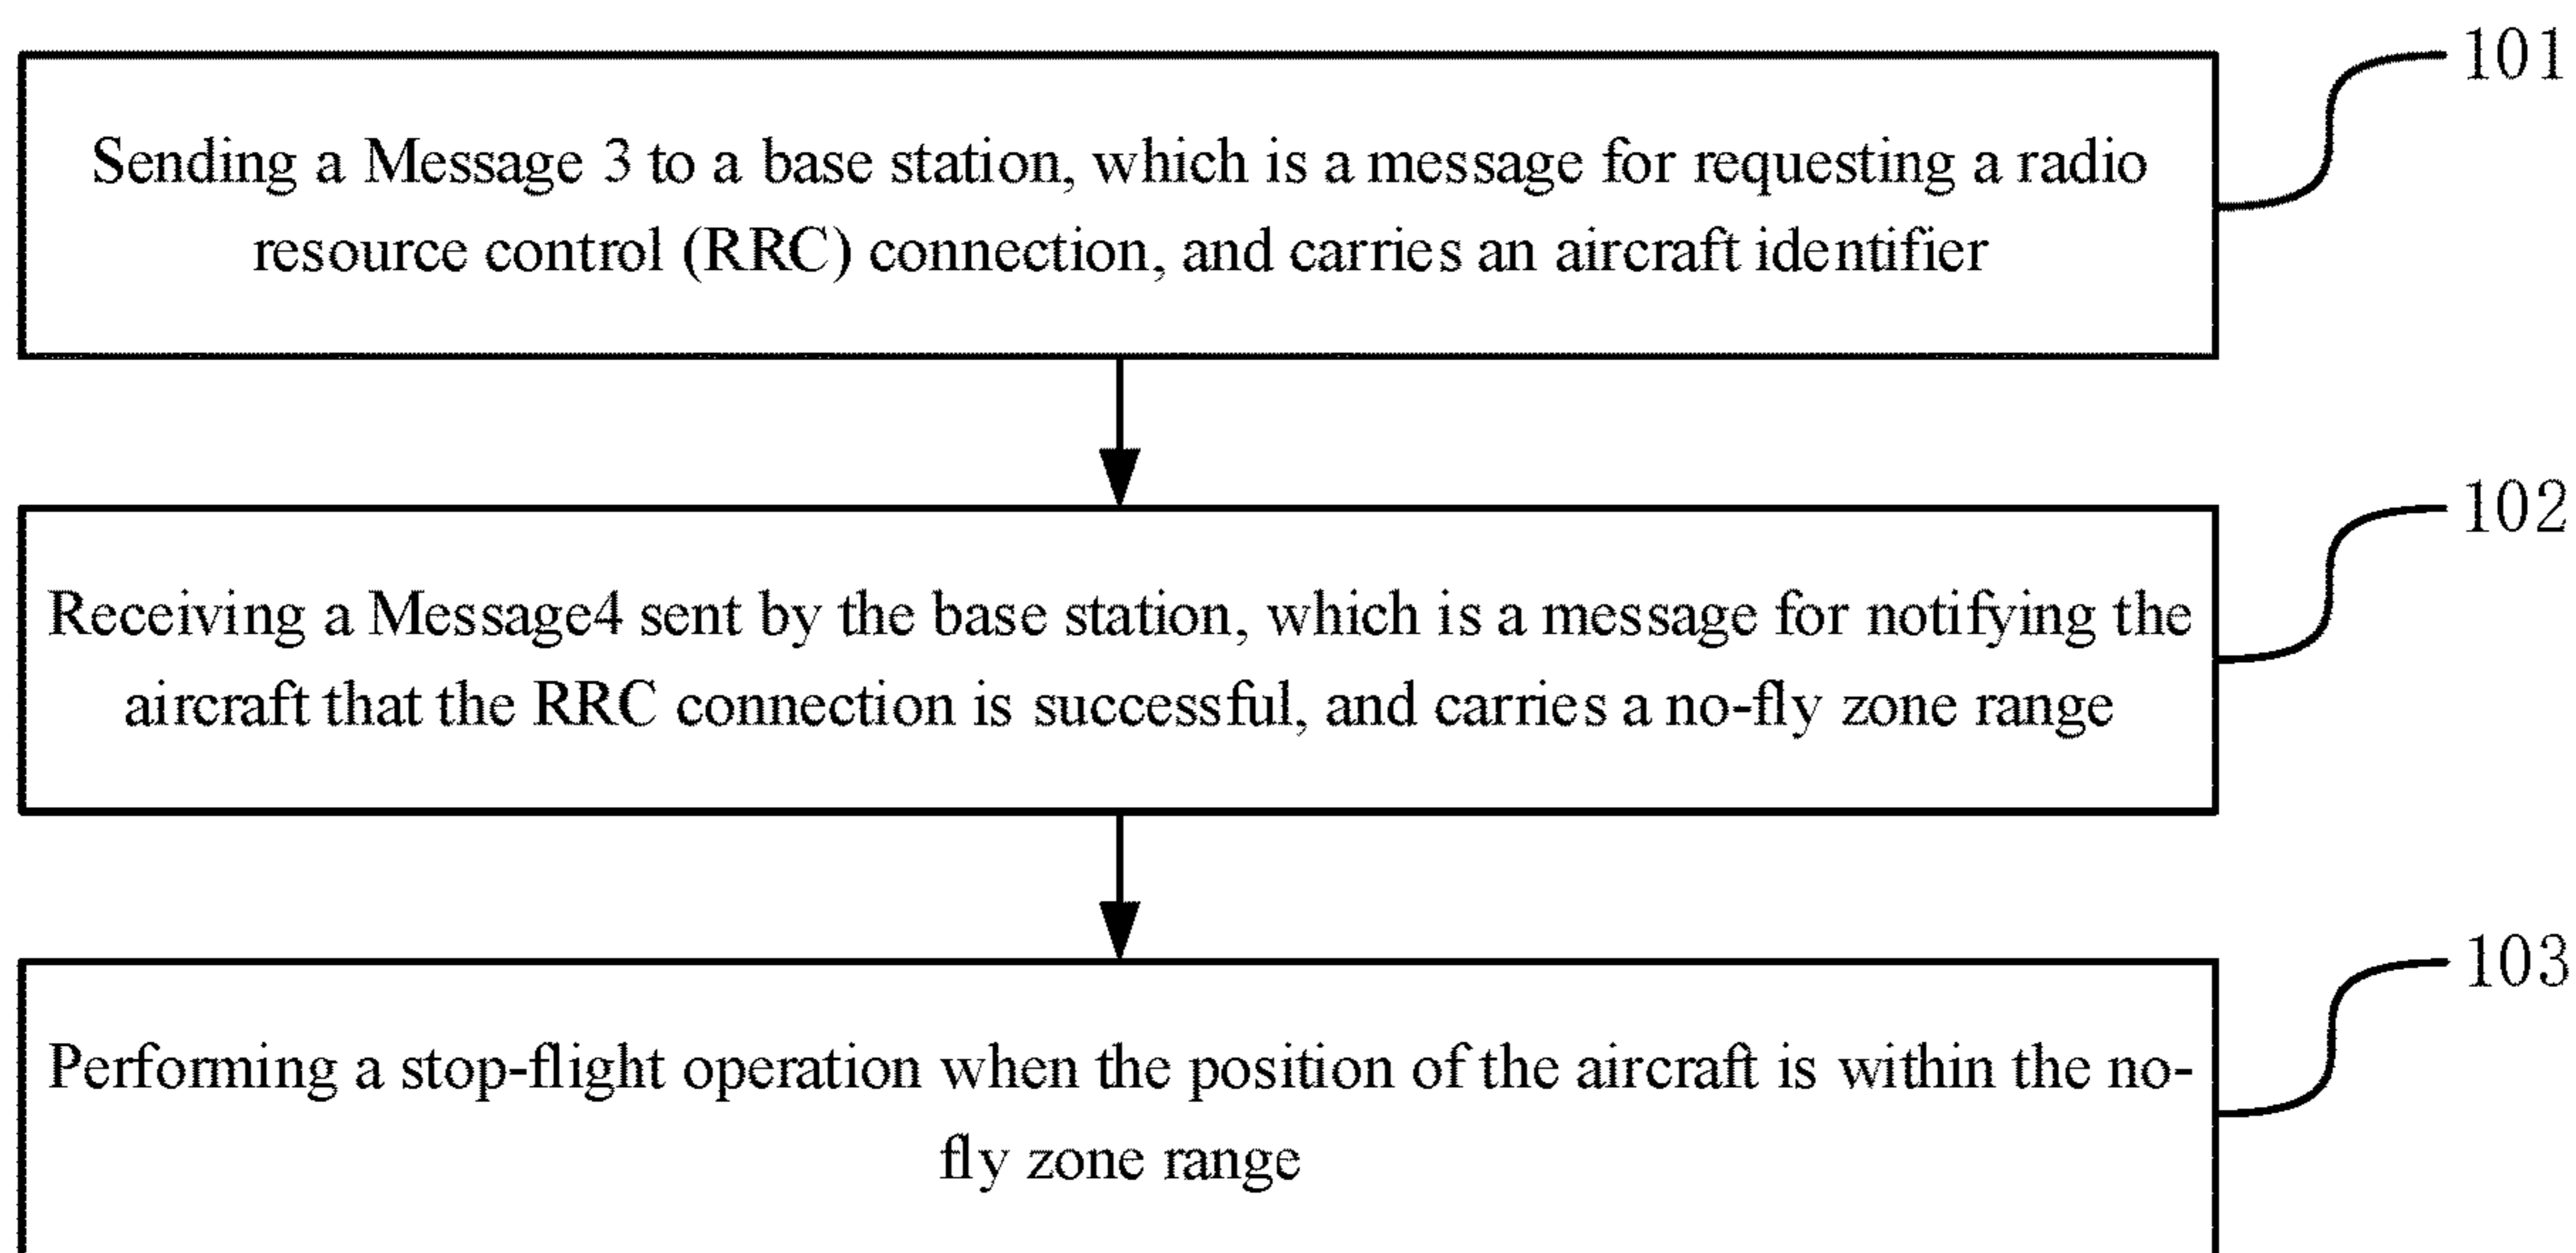 101
Sending a Message 3 to a base station, which is a message for requesting a radio
resource control (RRC) connection, and carries an aircraft identifier
102
Receiving a Message4 sent by the base station, which is a message for notifying the
aircraft that the RRC connection is successful, and carries a no-fly zone range
103
Performing a stop-flight operation when the position of the aircraft is within the no-
fly zone range